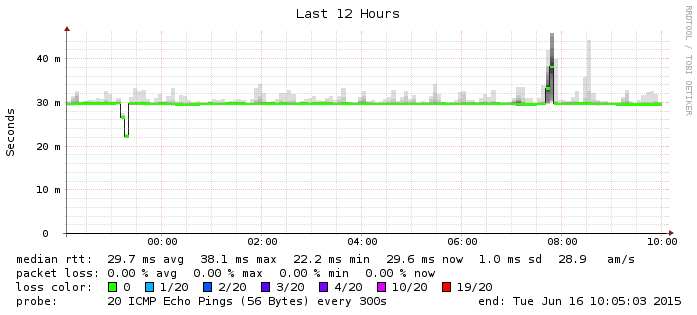 Last 12 Hours
RRDTOOL / TOBI OETIKER
Seconds
40 m
30 m
20 m
10 m
0
00:00 02:00 04:00 06:00 08:00 10:00
median rtt: 29.7 ms avg 38.1 ms max 22.2 ms min 29.6 ms now 1.0 ms sd 28.9 am/s
packet loss: 0.00 % avg 0.00 % max 0.00 % min 0.00 % now
loss color: 0 1/20 2/20 3/20 4/20 10/20 19/20
probe: 20 ICMP Echo Pings (56 Bytes) every 300s end: Tue Jun 16 10:05:03 2015